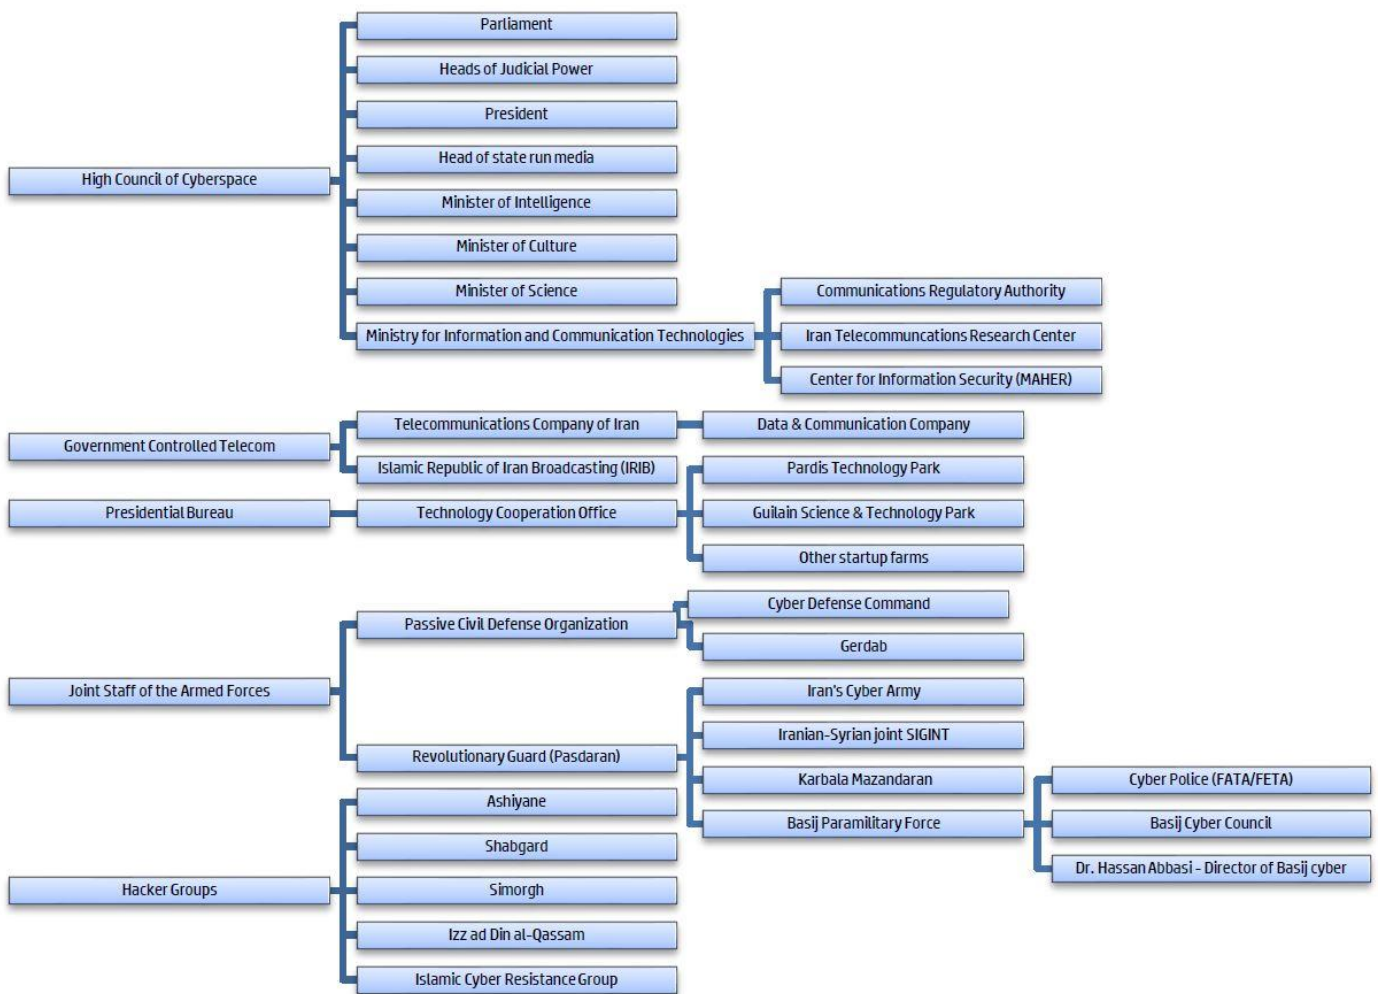 High Council of Cyberspace
Parliament
Heads of Judicial Power
President
Head of state run media
Minister of Intelligence
Minister of Culture
Minister of Science
Ministry for Information and Communication Technologies
Communications Regulatory Authority
Iran Telecommuncations Research Center
Center for Information Security (MAHER)
Government Controlled Telecom
Telecommunications Company of Iran
Data & Communication Company
Islamic Republic of Iran Broadcasting (IRIB)
Presidential Bureau
Technology Cooperation Office
Pardis Technology Park
Guilain Science & Technology Park
Other startup farms
Joint Staff of the Armed Forces
Passive Civil Defense Organization
Cyber Defense Command
Gerdab
Revolutionary Guard (Pasdaran)
Iran's Cyber Army
Iranian-Syrian joint SIGINT
Karbala Mazandaran
Basij Paramilitary Force
Cyber Police (FATA/FETA)
Basij Cyber Council
Dr. Hassan Abbasi - Director of Basij cyber
Hacker Groups
Ashiyane
Shabgard
Simorgh
Izz ad Din al-Qassam
Islamic Cyber Resistance Group